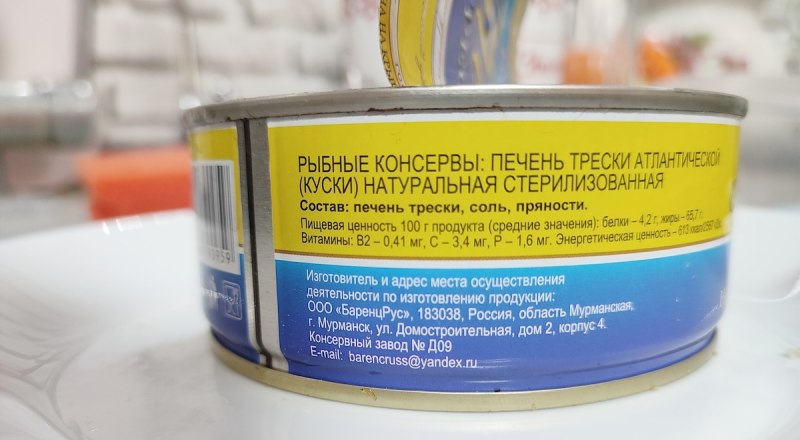 РЫБНЫЕ КОНСЕРВЫ: ПЕЧЕНЬ ТРЕСКИ АТЛАНТИЧЕСКОЙ
(КУСКИ) НАТУРАЛЬНАЯ СТЕРИЛИЗОВАННАЯ
Состав: печень трески, соль, пряности.
Пищевая ценность 100 г продукта (средние значения): белки – 4,2 г, жиры – 65,7 г.
Витамины: В2 – 0,41 мг, С – 3,4 мг, Р – 1,6 мг. Энергетическая ценность – 613
Изготовитель и адрес места осуществления
деятельности по изготовлению продукции:
ООО «БаренцРус», 183038, Россия, область Мурманская,
г. Мурманск, ул. Домостроительная, дом 2, корпус 4.
Консервный завод № Д09
E-mail: barencruss@yandex.ru